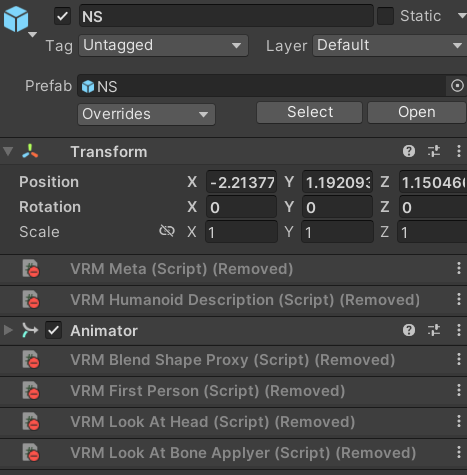 NS Static
Tag Untagged Layer Default
Prefab NS
Overrides Select Open
Transform
Position X -2.21377 Y 1.192093 Z 1.15046
Rotation X 0 Y 0 Z 0
Scale X 1 Y 1 Z 1
VRM Meta (Script) (Removed)
VRM Humanoid Description (Script) (Removed)
Animator
VRM Blend Shape Proxy (Script) (Removed)
VRM First Person (Script) (Removed)
VRM Look At Head (Script) (Removed)
VRM Look At Bone Applyer (Script) (Removed)